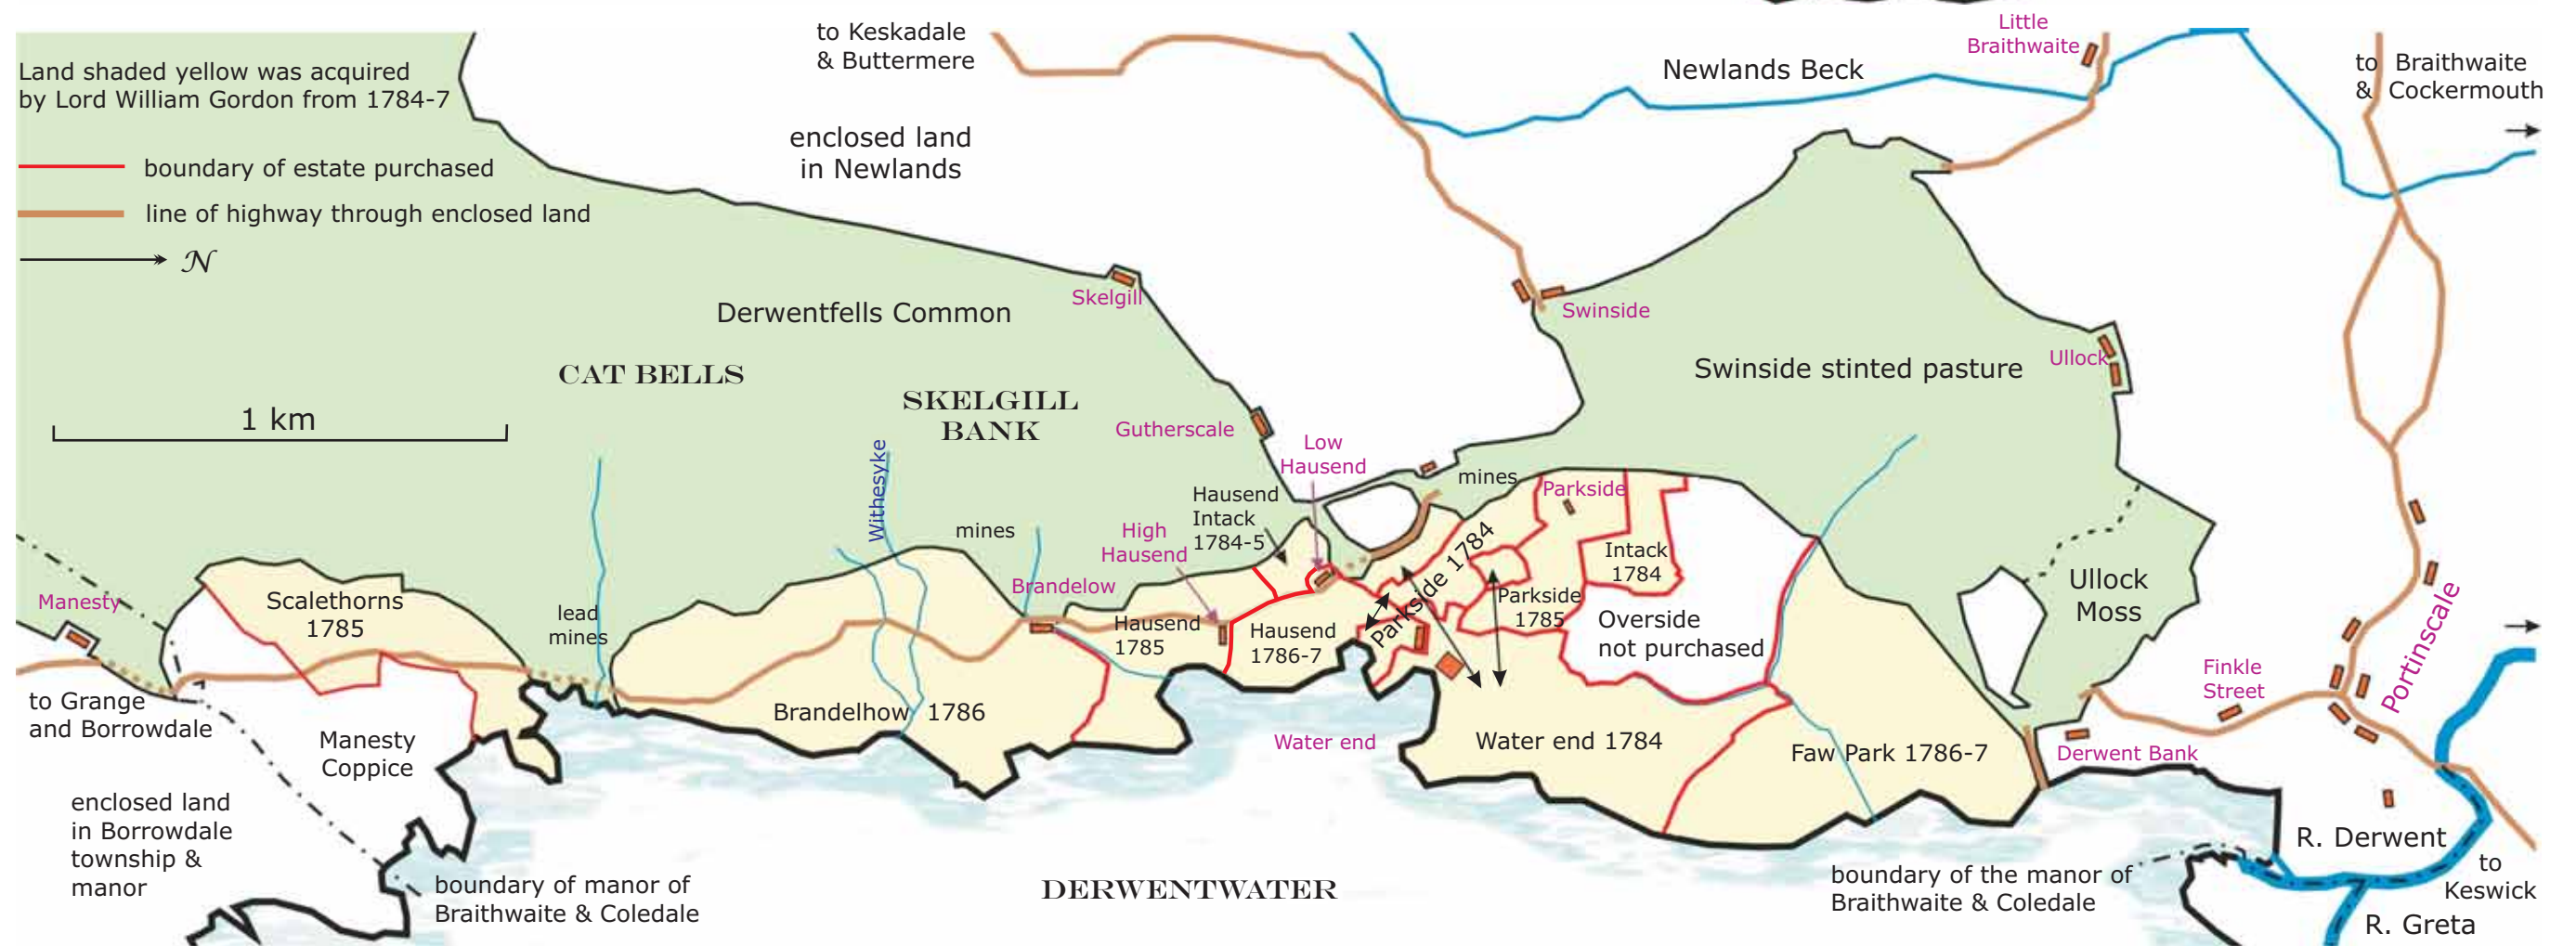 Land shaded yellow was acquired
by Lord William Gordon from 1784-7
boundary of estate purchased
line of highway through enclosed land
N
1 km
to Keskadale
& Buttermere
enclosed land
in Newlands
Newlands Beck
Little
Braithwaite
to Braithwaite
& Cockermouth
Derwentfells Common
Skelgill
Swinside
Swinside stinted pasture
Ullock
CAT BELLS
SKELGILL
BANK
Gutherscale
Low
Hausend
Withesyke
mines
High
Hausend
Hausend
Intack
1784-5
mines
Parkside
Parkside 1784
Intack
1784
Parkside
1785
Overside
not purchased
Ullock
Moss
Manesty
Scalethorns
1785
lead
mines
Brandelow
Hausend
1785
Hausend
1786-7
Finkle
Street
Portinscale
to Grange
and Borrowdale
Manesty
Coppice
Brandelhow 1786
Water end
Water end 1784
Faw Park 1786-7
Derwent Bank
enclosed land
in Borrowdale
township &
manor
boundary of manor of
Braithwaite & Coledale
DERWENTWATER
boundary of the manor of
Braithwaite & Coledale
R. Derwent
to
Keswick
R. Greta